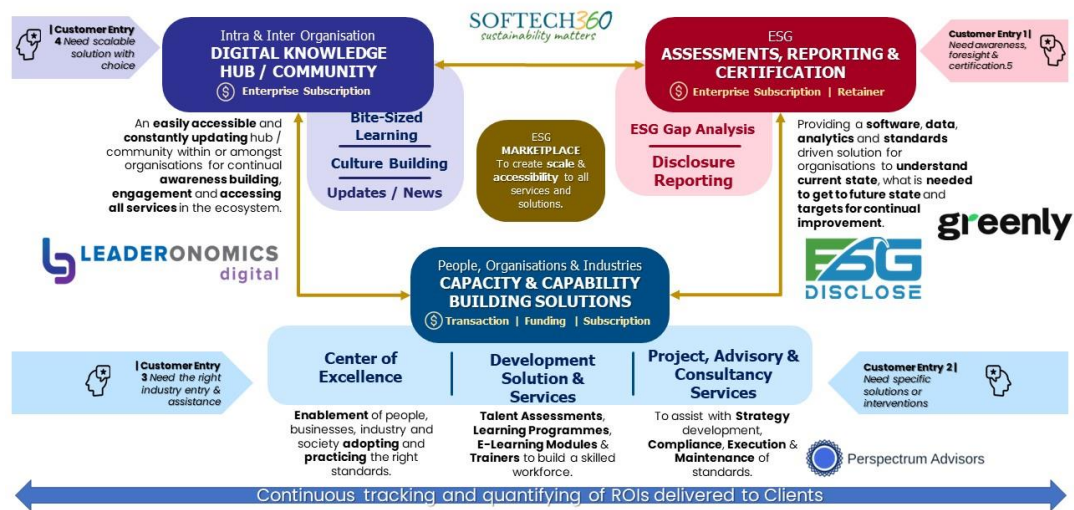 SOFTECH360
sustainability matters
| Customer Entry
4 Need scalable
solution with
choice
Intra & Inter Organisation
DIGITAL KNOWLEDGE
HUB / COMMUNITY
$ Enterprise Subscription
ESG
ASSESSMENTS, REPORTING &
CERTIFICATION
$ Enterprise Subscription | Retainer
Customer Entry 1 |
Need awareness,
foresight &
certification.5
An easily accessible and
constantly updating hub /
community within or amongst
organisations for continual
awareness building,
engagement and accessing
all services in the ecosystem.
Bite-Sized
Learning
Culture Building
Updates / News
ESG
MARKETPLACE
To create scale &
accessibility to all
services and
solutions.
ESG Gap Analysis
Disclosure
Reporting
Providing a software, data,
analytics and standards
driven solution for
organisations to understand
current state, what is needed
to get to future state and
targets for continual
improvement.
LEADERONOMICS
digital
greenly
ESG
DISCLOSE
People, Organisations & Industries
CAPACITY & CAPABILITY
BUILDING SOLUTIONS
$ Transaction | Funding | Subscription
| Customer Entry
3 Need the right
industry entry &
assistance
Center of
Excellence
Development
Solution &
Services
Project, Advisory &
Consultancy
Services
Customer Entry 2 |
Need specific
solutions or
interventions
Enablement of people,
businesses, industry and
society adopting and
practicing the right
standards.
Talent Assessments,
Learning Programmes,
E-Learning Modules &
Trainers to build a skilled
workforce.
To assist with Strategy
development,
Compliance, Execution &
Maintenance of
standards.
Perspectrum Advisors
Continuous tracking and quantifying of ROIs delivered to Clients